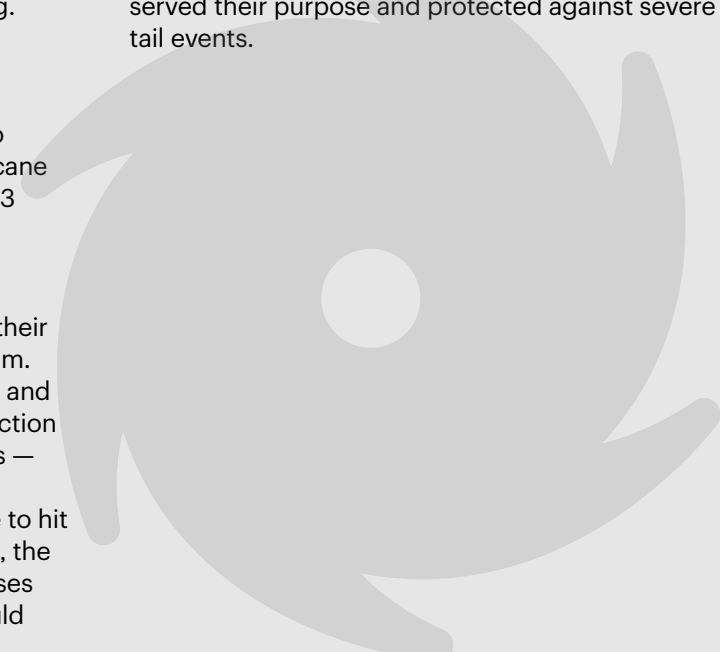 g.
cane
3
their
m.
and
ction
s —
to hit
, the
ses
ld
served their purpose and protected against severe
tail events.